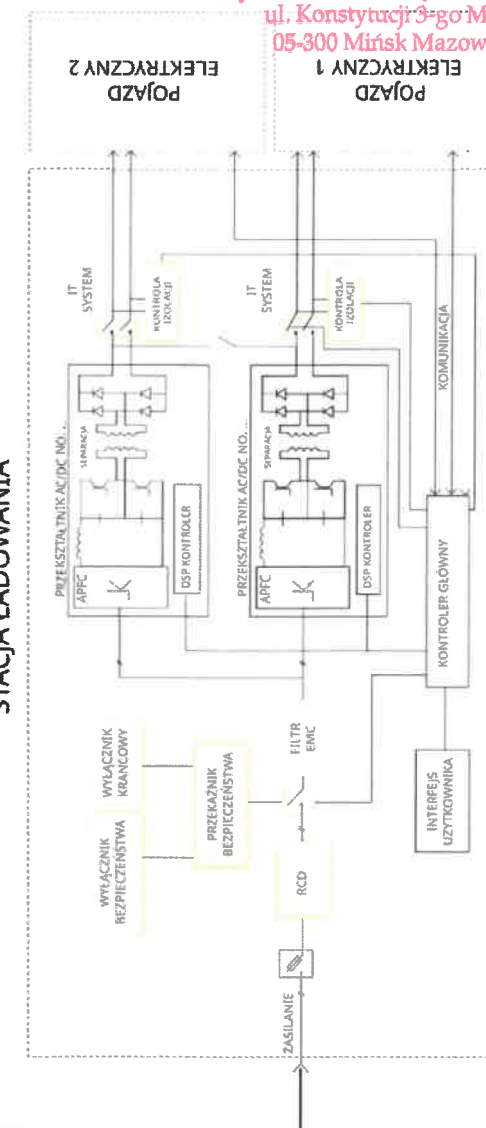 ul. Konstytucji 3-go M
05-300 Mińsk Mazow
STACJA ŁADOWANIA
POJAZD
ELEKTRYCZNY 2
POJAZD
ELEKTRYCZNY 1
IT
SYSTEM
KONTROLA
IZOLACJI
IT
SYSTEM
KONTROLA
IZOLACJI
PRZEKSZTAŁTNIK AC/DC NO. ...
SEPARACJA
APFC
DSP KONTROLER
PRZEKSZTAŁTNIK AC/DC NO. ...
SEPARACJA
APFC
DSP KONTROLER
KOMUNIKACJA
KONTROLER GŁÓWNY
WYŁĄCZNIK
KRAŃCOWY
WYŁĄCZNIK
BEZPIECZEŃSTWA
PRZEKAŹNIK
BEZPIECZEŃSTWA
FILTR
EMC
RCD
INTERFEJS
UŻYTKOWNIKA
ZASILANIE